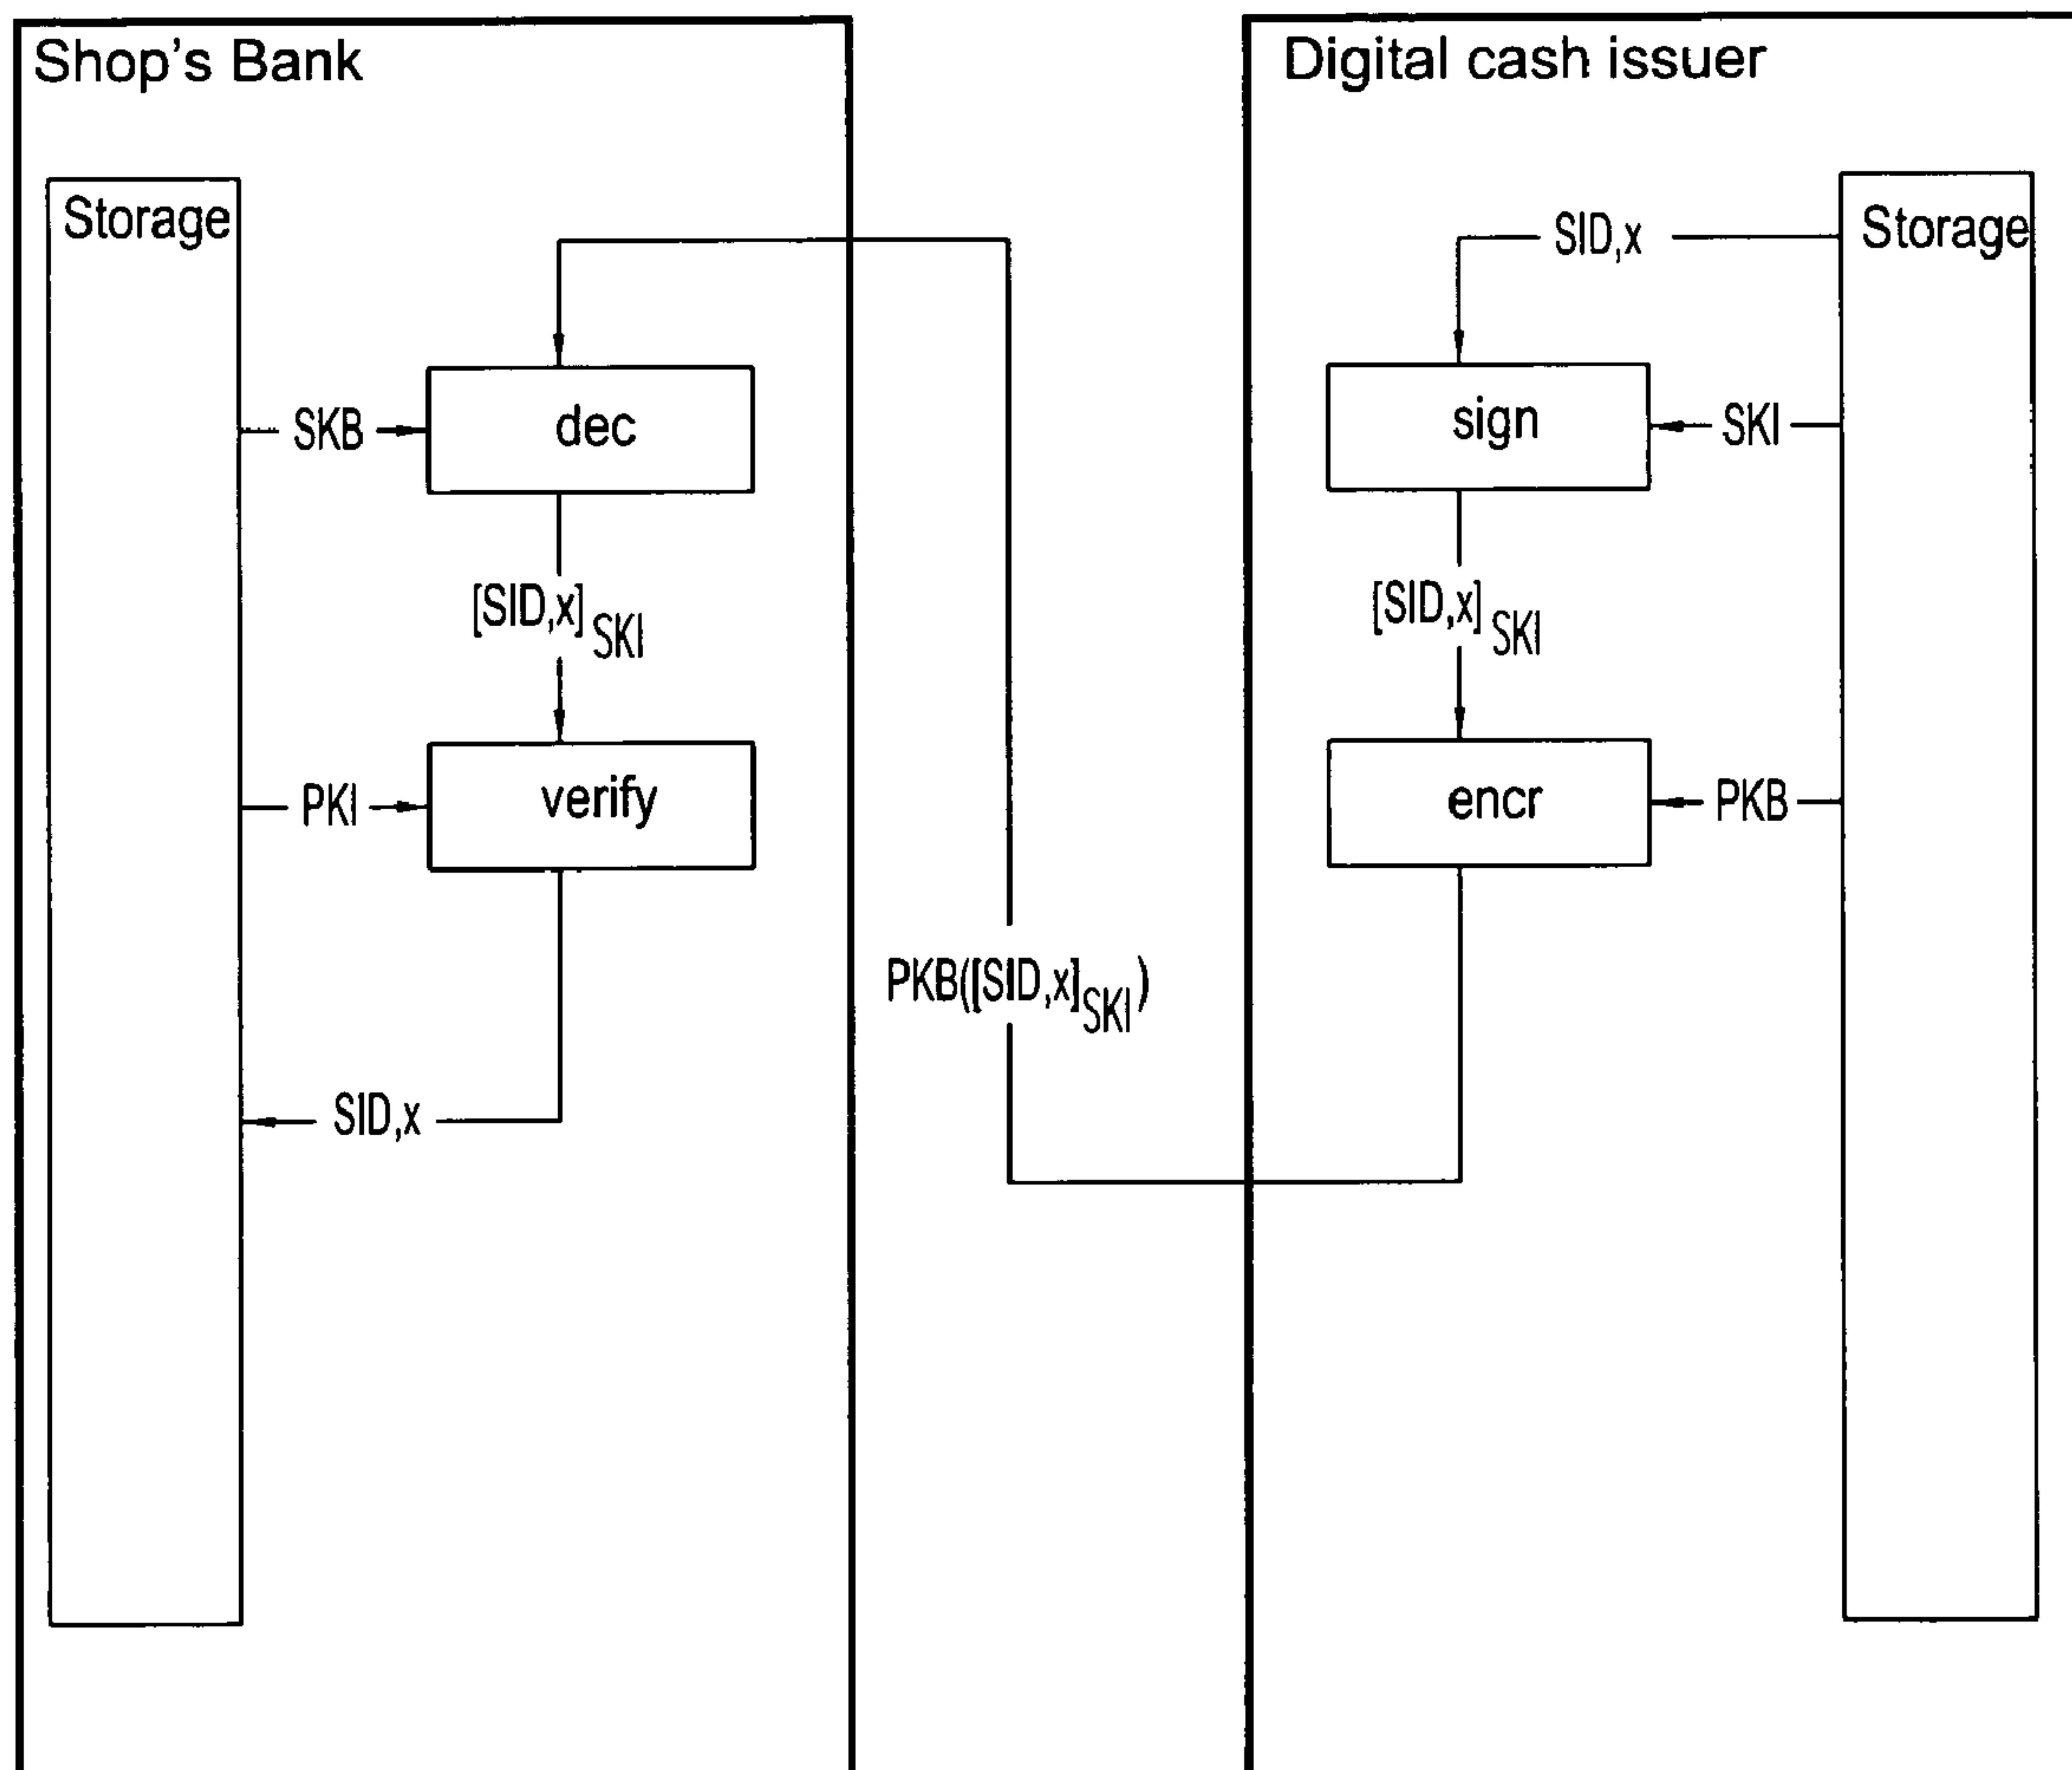 Shop's Bank
Storage
SKB
dec
[SID,x]SKI
PKI
verify
SID,x
PKB([SID,x]SKI)
Digital cash issuer
Storage
SID,x
sign
SKI
[SID,x]SKI
encr
PKB